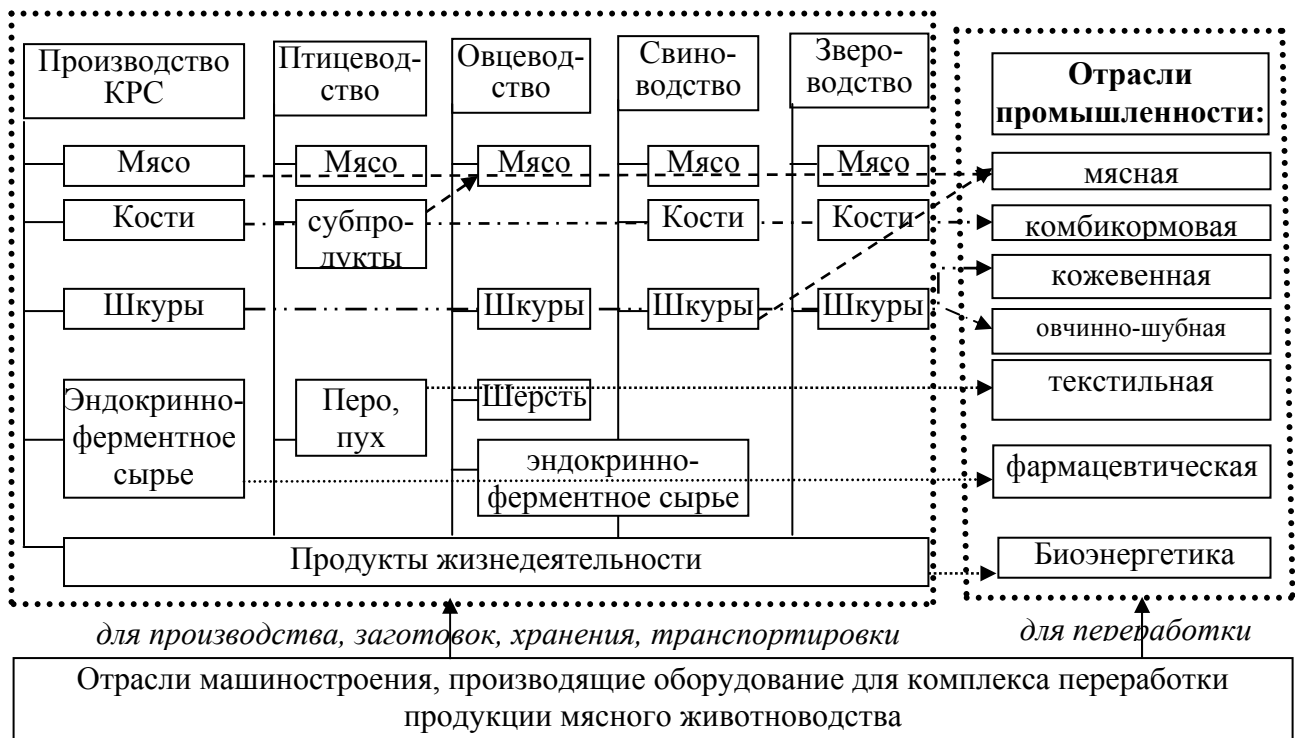 Производство
КРС
Птицевод-
ство
Овцевод-
ство
Свино-
водство
Зверо-
водство
Отрасли
промышленности:
Мясо
Мясо
Мясо
Мясо
Мясо
мясная
Кости
субпро-
дукты
Кости
Кости
комбикормовая
кожевенная
Шкуры
Шкуры
Шкуры
Шкуры
овчинно-шубная
Эндокринно-
ферментное
сырье
Перо,
пух
Шерсть
текстильная
эндокринно-
ферментное сырье
фармацевтическая
Продукты жизнедеятельности
Биоэнергетика
для производства, заготовок, хранения, транспортировки
для переработки
Отрасли машиностроения, производящие оборудование для комплекса переработки
продукции мясного животноводства